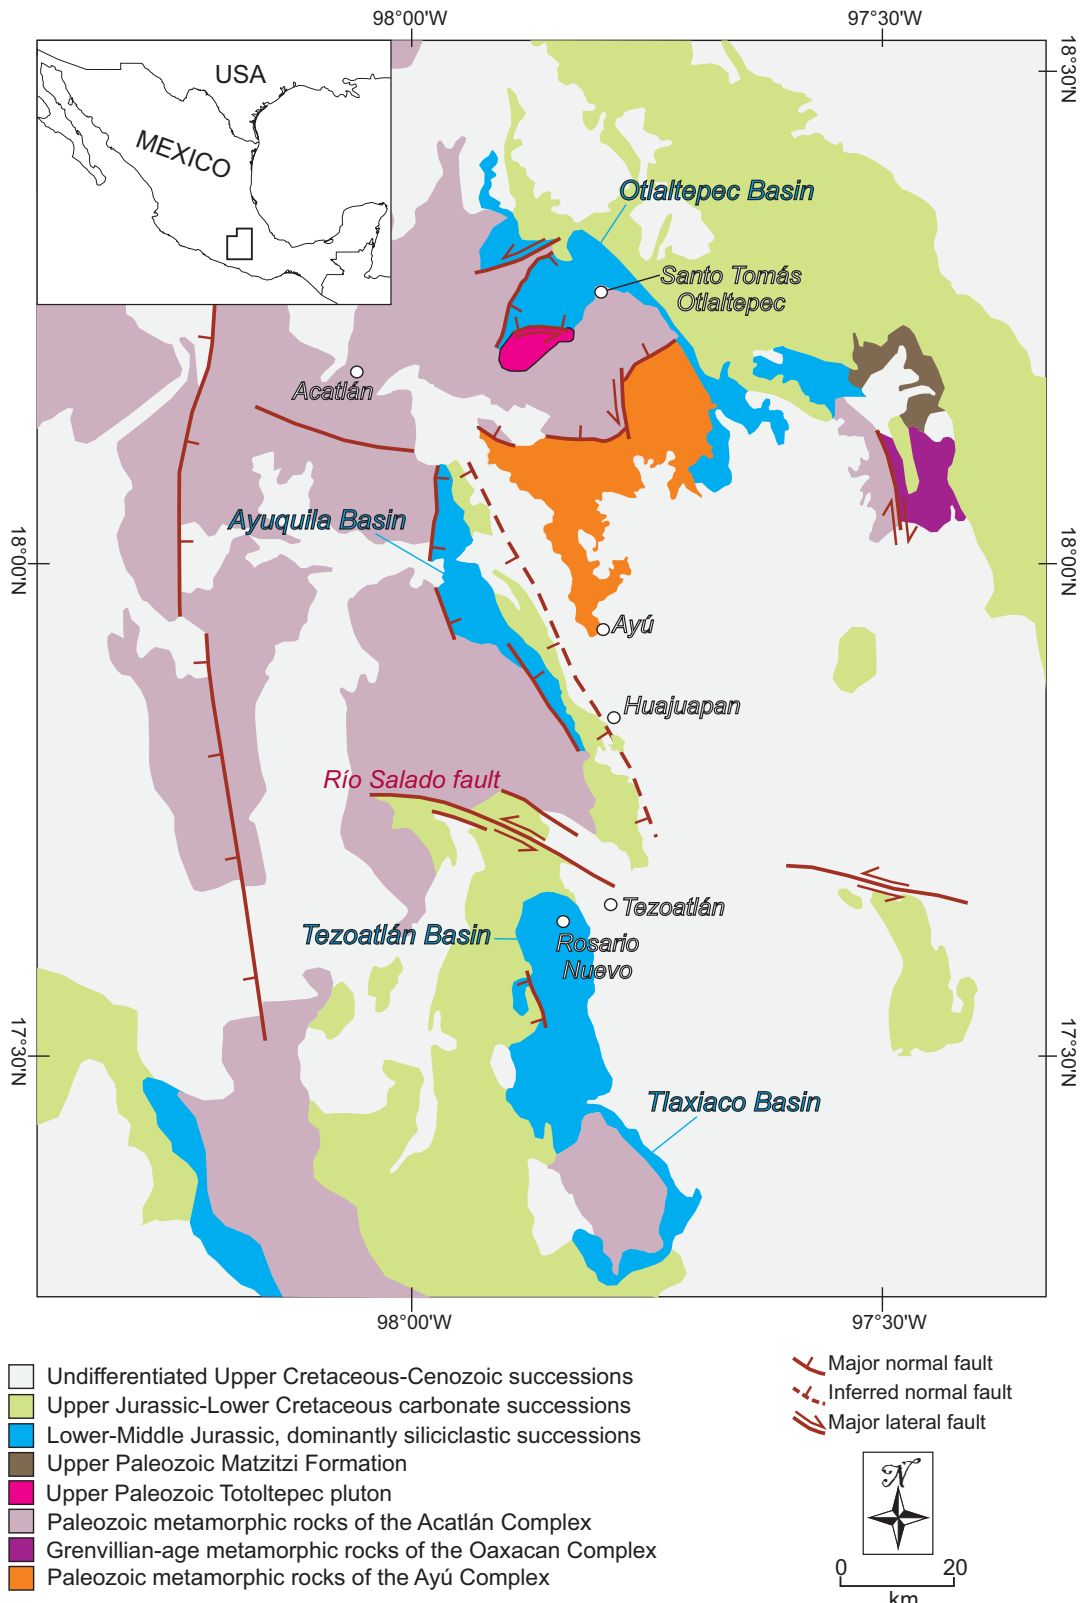 98°00'W
97°30'W
18°30'N
USA
MEXICO
Otlaltepec Basin
Santo Tomás
Otlaltepec
Acatlán
Ayuquila Basin
18°00'N
18°00'N
Ayú
Huajuapan
Río Salado fault
Tezoatlán
Tezoatlán Basin
Rosario
Nuevo
17°30'N
17°30'N
Tlaxiaco Basin
98°00'W
97°30'W
Undifferentiated Upper Cretaceous-Cenozoic successions
Upper Jurassic-Lower Cretaceous carbonate successions
Lower-Middle Jurassic, dominantly siliciclastic successions
Upper Paleozoic Matzitzi Formation
Upper Paleozoic Totoltepec pluton
Paleozoic metamorphic rocks of the Acatlán Complex
Grenvillian-age metamorphic rocks of the Oaxacan Complex
Paleozoic metamorphic rocks of the Ayú Complex
Major normal fault
Inferred normal fault
Major lateral fault
N
0 20
km